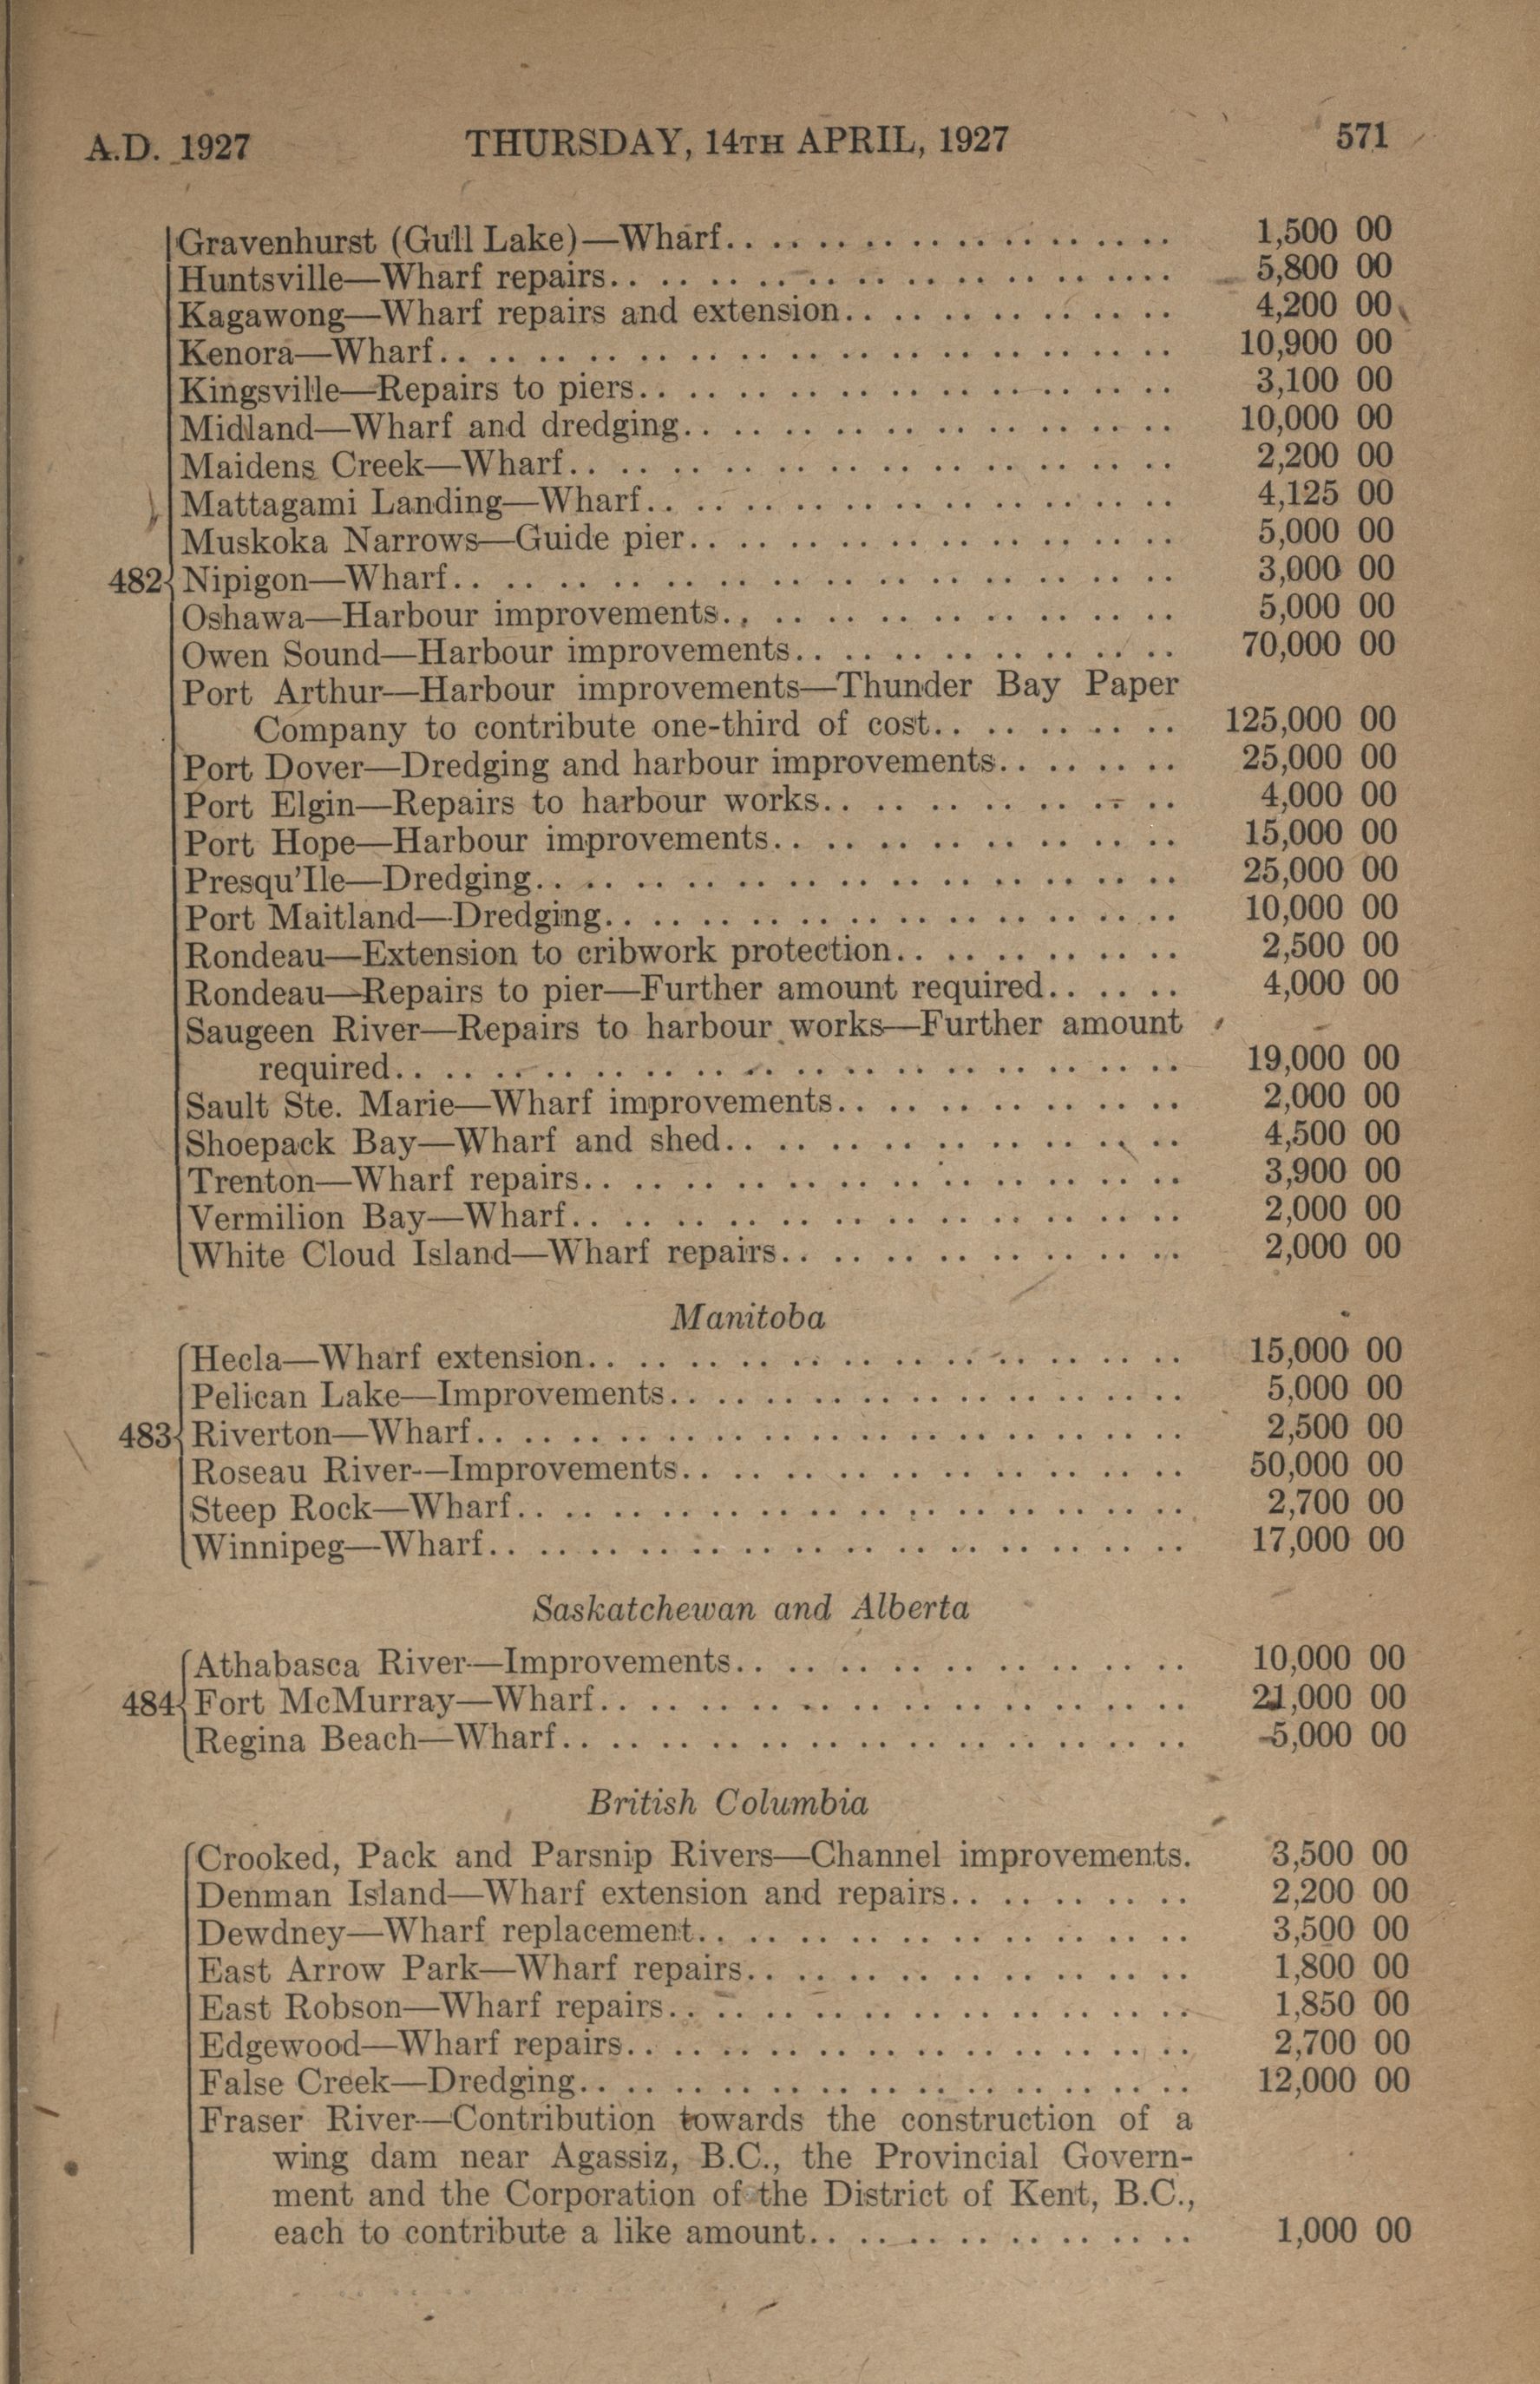 A.D. 1927 THURSDAY, 14TH APRIL, 1927 571
Gravenhurst (Gull Lake)—Wharf.. 1,500 00
Huntsville—Wharf repairs.. 5,800 00
Kagawong—Wharf repairs and extension.. 4,200 00
Kenora—Wharf.. 10,900 00
Kingsville—Repairs to piers.. 3,100 00
Midland—Wharf and dredging.. 10,000 00
Maidens Creek—Wharf.. 2,200 00
Mattagami Landing—Wharf.. 4,125 00
Muskoka Narrows—Guide pier.. 5,000 00
482 Nipigon—Wharf.. 3,000 00
Oshawa—Harbour improvements.. 5,000 00
Owen Sound—Harbour improvements.. 70,000 00
Port Arthur—Harbour improvements—Thunder Bay Paper
Company to contribute one-third of cost.. 125,000 00
Port Dover—Dredging and harbour improvements.. 25,000 00
Port Elgin—Repairs to harbour works.. 4,000 00
Port Hope—Harbour improvements.. 15,000 00
Presqu'Ile—Dredging.. 25,000 00
Port Maitland—Dredging.. 10,000 00
Rondeau—Extension to cribwork protection.. 2,500 00
Rondeau—Repairs to pier—Further amount required.. 4,000 00
Saugeen River—Repairs to harbour works—Further amount
required.. 19,000 00
Sault Ste. Marie—Wharf improvements.. 2,000 00
Shoepack Bay—Wharf and shed.. 4,500 00
Trenton—Wharf repairs.. 3,900 00
Vermilion Bay—Wharf.. 2,000 00
White Cloud Island—Wharf repairs.. 2,000 00
Manitoba
Hecla—Wharf extension.. 15,000 00
Pelican Lake—Improvements.. 5,000 00
483 Riverton—Wharf.. 2,500 00
Roseau River—Improvements.. 50,000 00
Steep Rock—Wharf.. 2,700 00
Winnipeg—Wharf.. 17,000 00
Saskatchewan and Alberta
Athabasca River—Improvements.. 10,000 00
484 Fort McMurray—Wharf.. 21,000 00
Regina Beach—Wharf.. 5,000 00
British Columbia
Crooked, Pack and Parsnip Rivers—Channel improvements. 3,500 00
Denman Island—Wharf extension and repairs.. 2,200 00
Dewdney—Wharf replacement.. 3,500 00
East Arrow Park—Wharf repairs.. 1,800 00
East Robson—Wharf repairs.. 1,850 00
Edgewood—Wharf repairs.. 2,700 00
False Creek—Dredging.. 12,000 00
Fraser River—Contribution towards the construction of a
wing dam near Agassiz, B.C., the Provincial Govern-
ment and the Corporation of the District of Kent, B.C.,
each to contribute a like amount.. 1,000 00